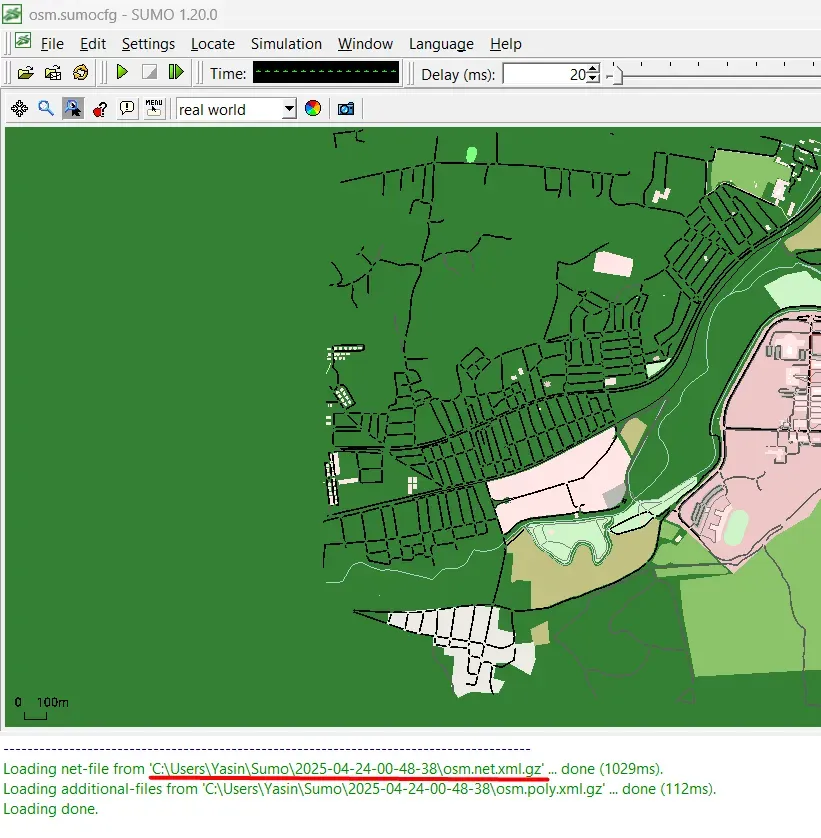 osm.sumocfg - SUMO 1.20.0
File Edit Settings Locate Simulation Window Language Help
Time: Delay (ms): 20
MENU real world
0 100m
Loading net-file from 'C:\Users\Yasin\Sumo\2025-04-24-00-48-38\osm.net.xml.gz' ... done (1029ms).
Loading additional-files from 'C:\Users\Yasin\Sumo\2025-04-24-00-48-38\osm.poly.xml.gz' ... done (112ms).
Loading done.